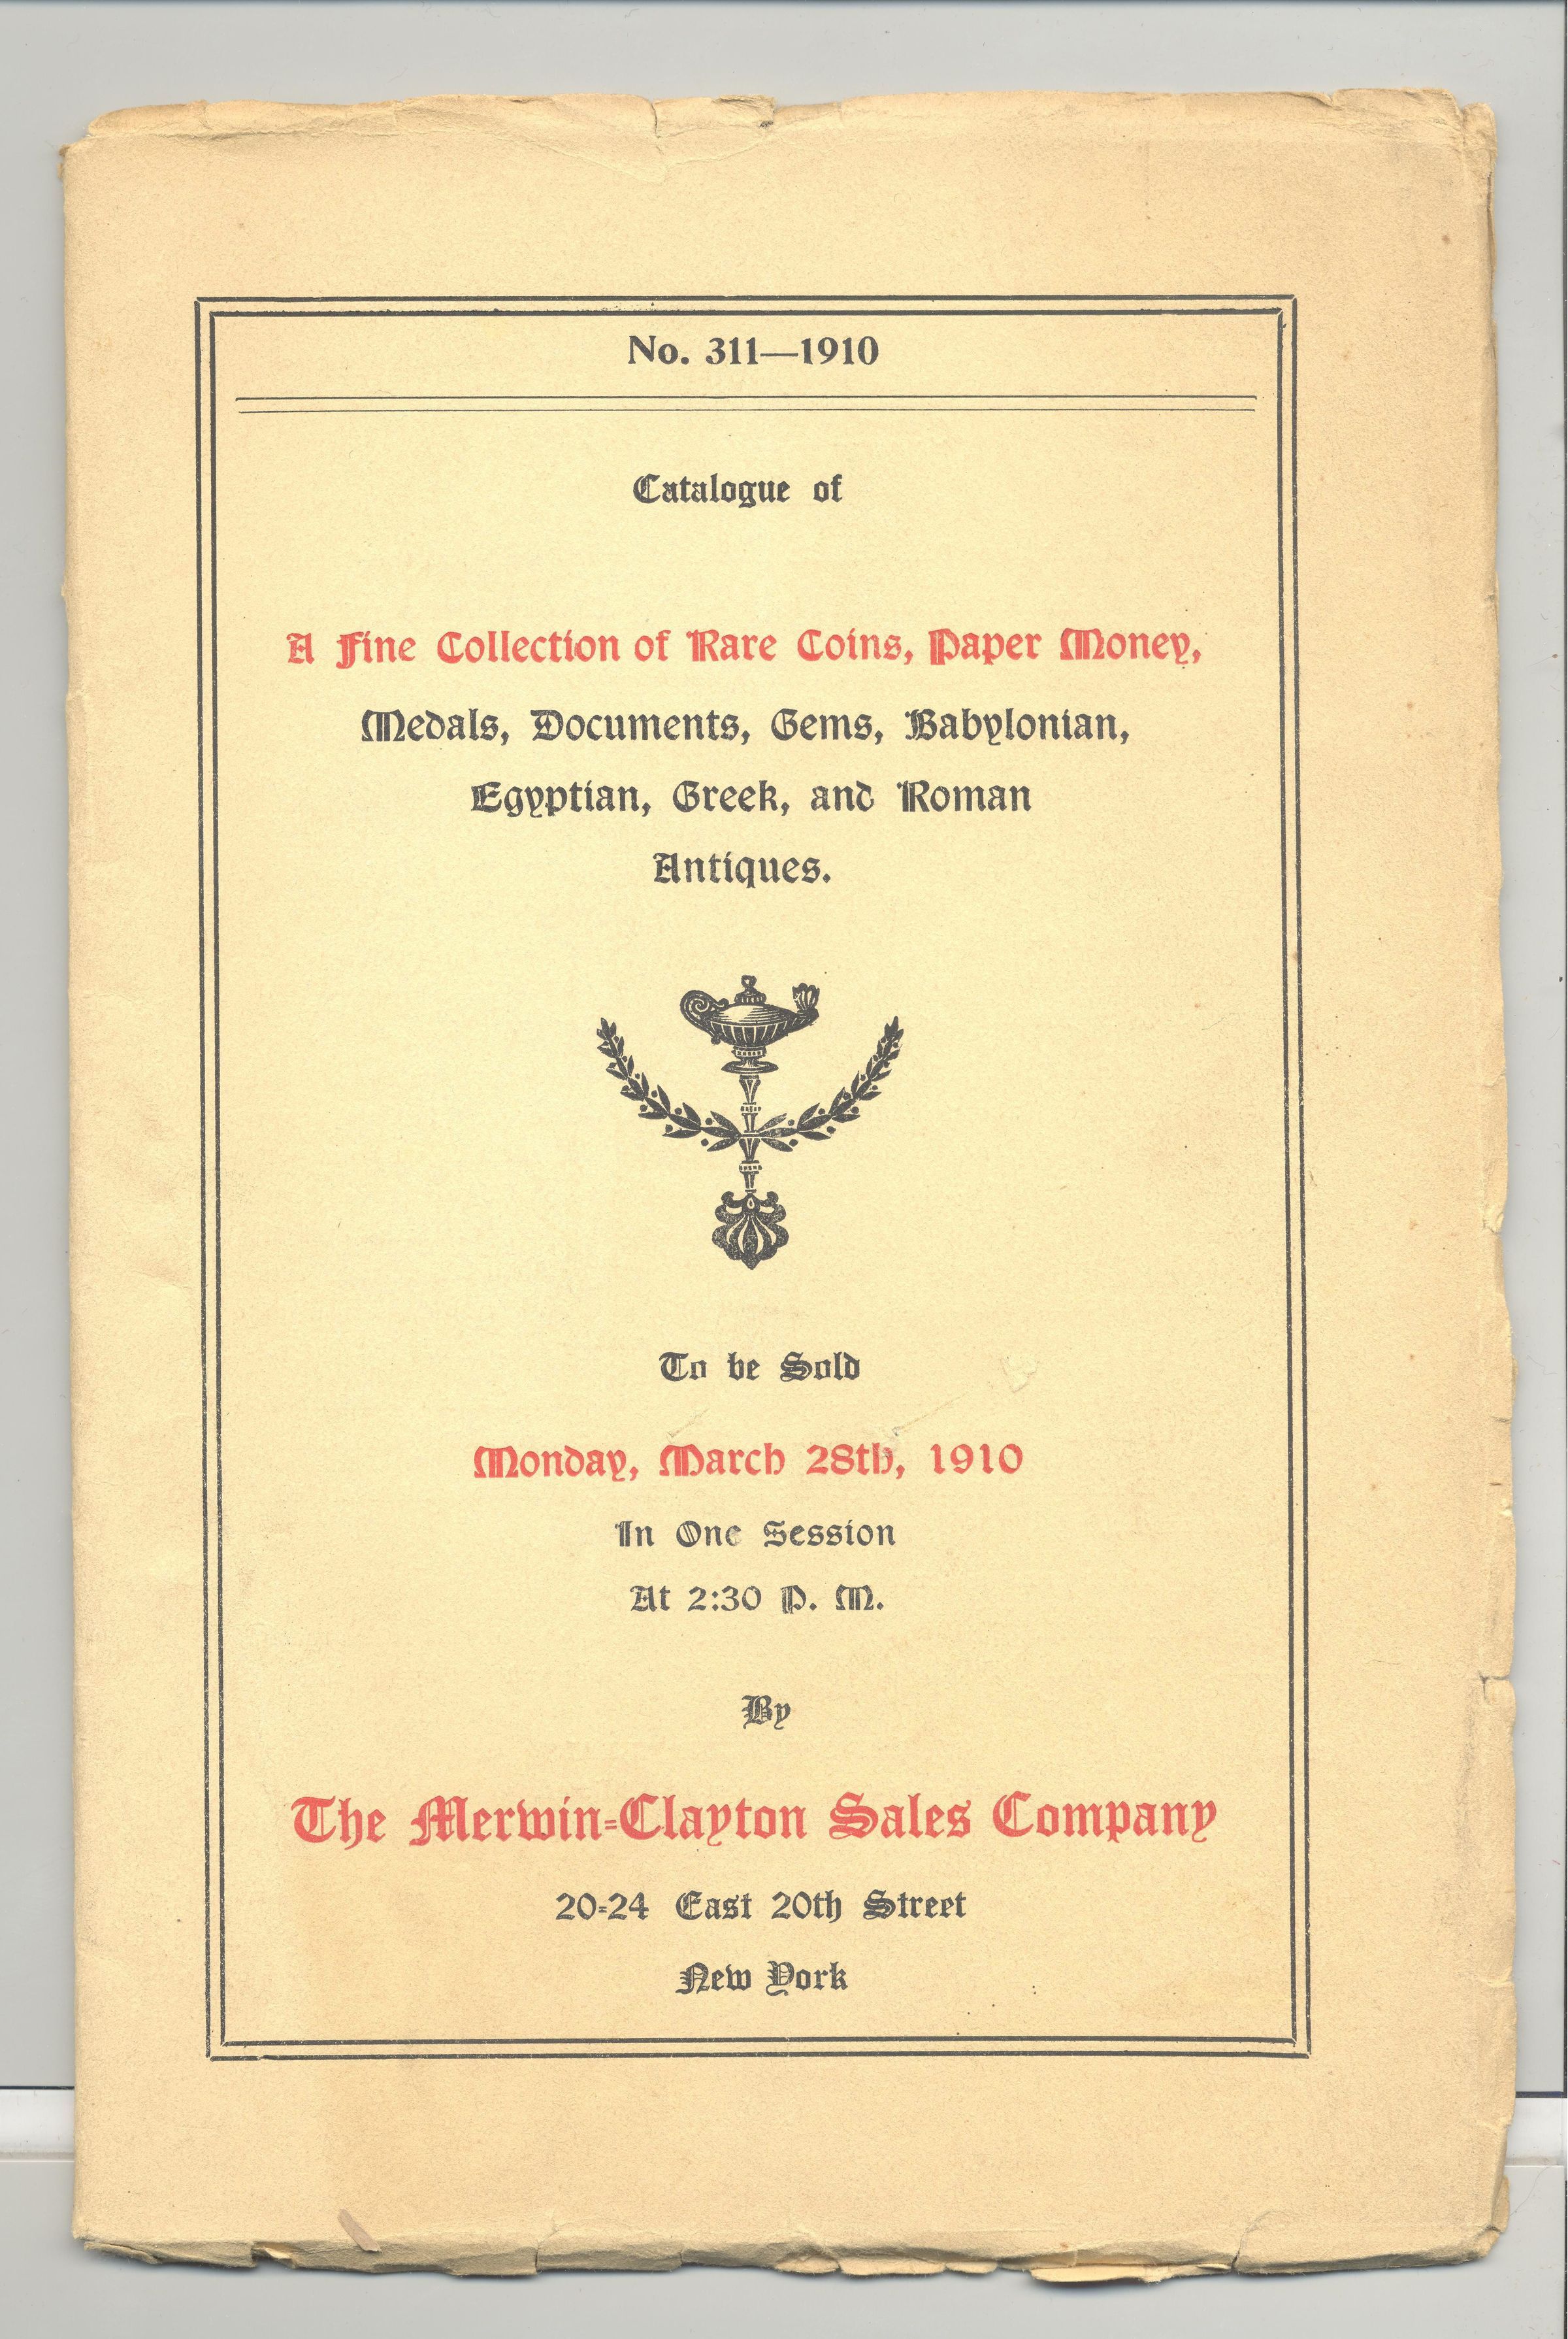 No. 311—1910
Catalogue of
A Fine Collection of Rare Coins, Paper Money,
Medals, Documents, Gems, Babylonian,
Egyptian, Greek, and Roman
Antiques.
To be Sold
Monday, March 28th, 1910
In One Session
At 2:30 P. M.
By
The Merwin-Clayton Sales Company
20-24 East 20th Street
New York